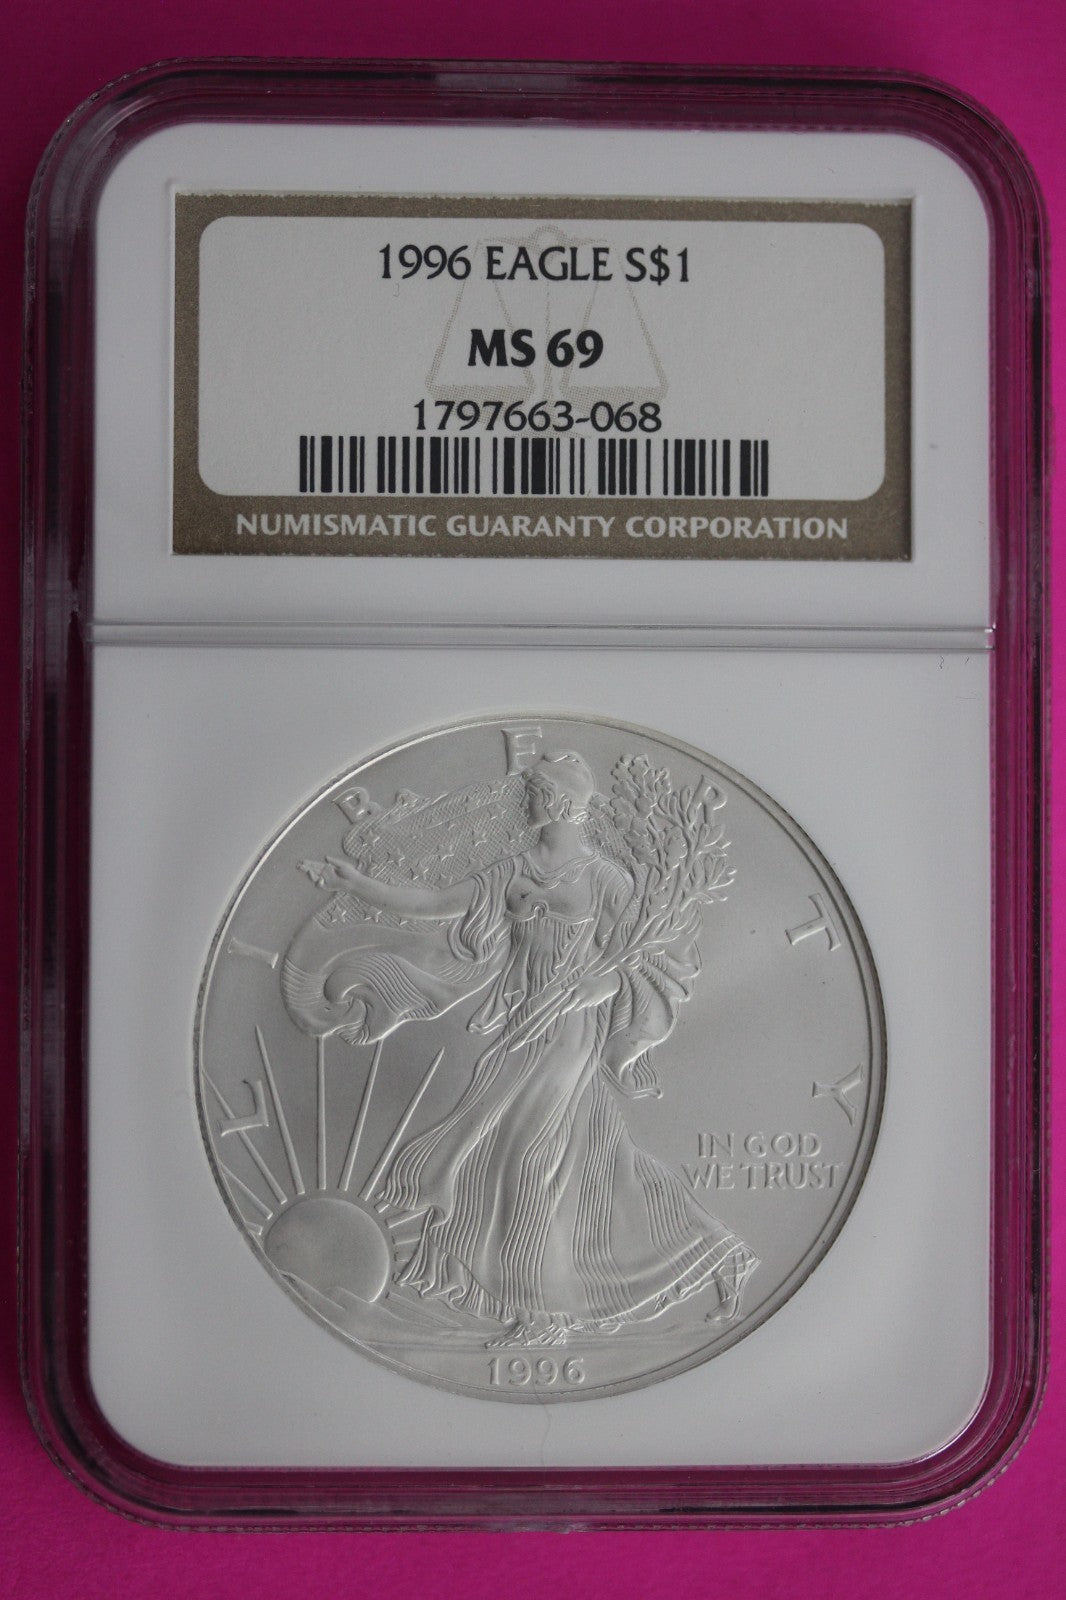 1996 EAGLE S$1
MS 69
1797663-068
NUMISMATIC GUARANTY CORPORATION
LIBERTY
IN GOD
WE TRUST
1996